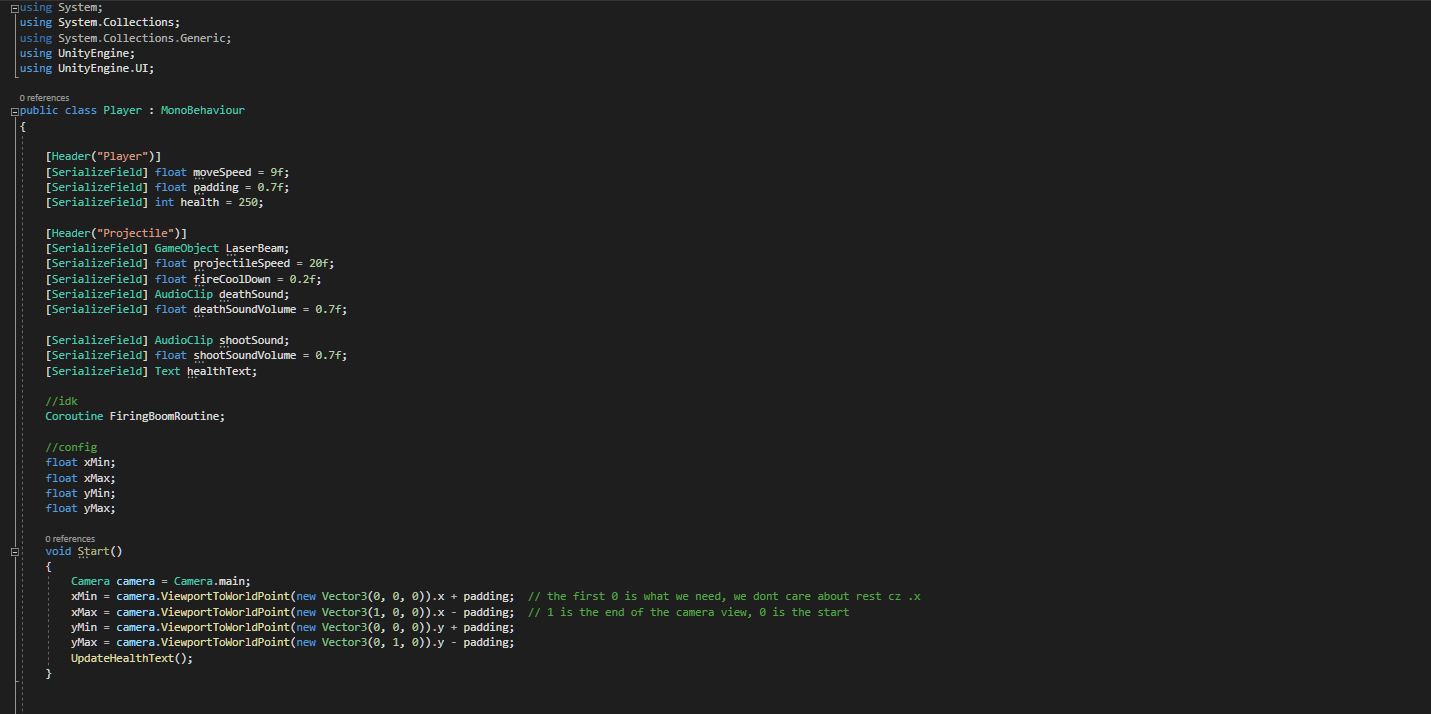 using System;
using System.Collections;
using System.Collections.Generic;
using UnityEngine;
using UnityEngine.UI;
0 references
public class Player : MonoBehaviour
{
[Header("Player")]
[SerializeField] float moveSpeed = 9f;
[SerializeField] float padding = 0.7f;
[SerializeField] int health = 250;
[Header("Projectile")]
[SerializeField] GameObject LaserBeam;
[SerializeField] float projectileSpeed = 20f;
[SerializeField] float fireCoolDown = 0.2f;
[SerializeField] AudioClip deathSound;
[SerializeField] float deathSoundVolume = 0.7f;
[SerializeField] AudioClip shootSound;
[SerializeField] float shootSoundVolume = 0.7f;
[SerializeField] Text healthText;
//idk
Coroutine FiringBoomRoutine;
//config
float xMin;
float xMax;
float yMin;
float yMax;
0 references
void Start()
{
Camera camera = Camera.main;
xMin = camera.ViewportToWorldPoint(new Vector3(0, 0, 0)).x + padding;  // the first 0 is what we need, we dont care about rest cz .x
xMax = camera.ViewportToWorldPoint(new Vector3(1, 0, 0)).x - padding;  // 1 is the end of the camera view, 0 is the start
yMin = camera.ViewportToWorldPoint(new Vector3(0, 0, 0)).y + padding;
yMax = camera.ViewportToWorldPoint(new Vector3(0, 1, 0)).y - padding;
UpdateHealthText();
}